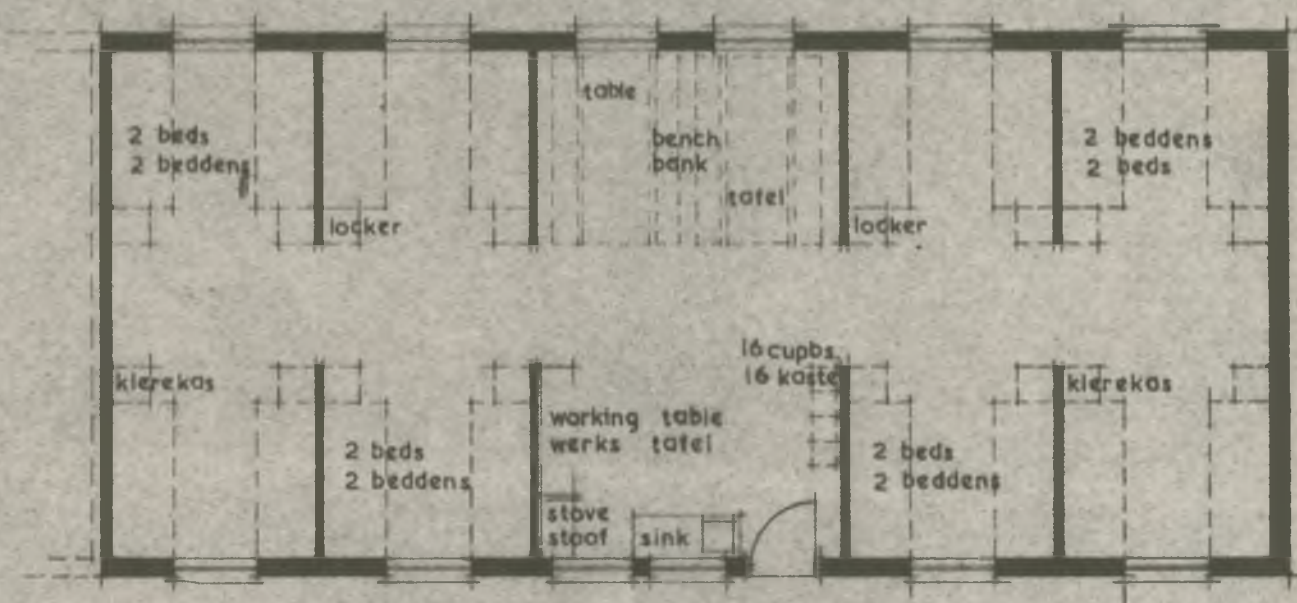 table
2 beds
2 beddens
bench
bank
2 beddens
2 beds
tafel
locker
locker
16 cupbs.
16 kaste
klerekas
klerekas
working table
werks tafel
2 beds
2 beddens
2 beds
2 beddens
stove
stoof
sink